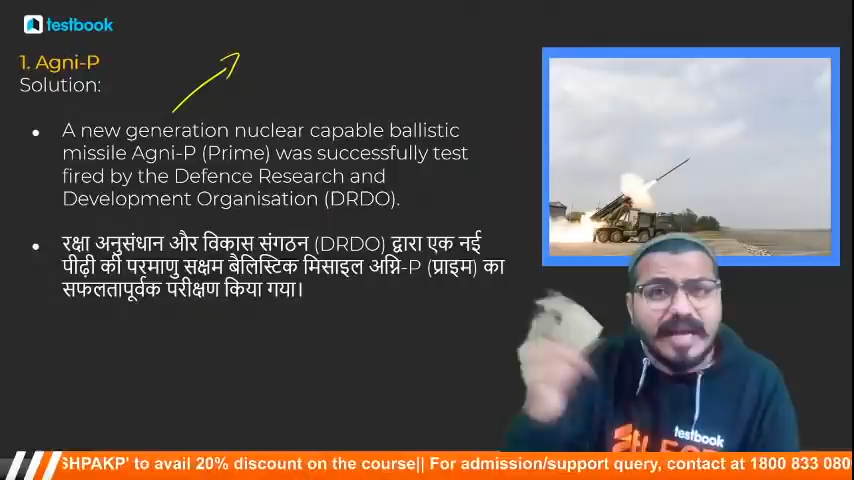 testbook
1. Agni-P
Solution:
A new generation nuclear capable ballistic
missile Agni-P (Prime) was successfully test
fired by the Defence Research and
Development Organisation (DRDO).
रक्षा अनुसंधान और विकास संगठन (DRDO) द्वारा एक नई
पीढ़ी की परमाणु सक्षम बैलिस्टिक मिसाइल अग्नि-P (प्राइम) का
सफलतापूर्वक परीक्षण किया गया।
testbook
SHPAKP' to avail 20% discount on the course|| For admission/support query, contact at 1800 833 080